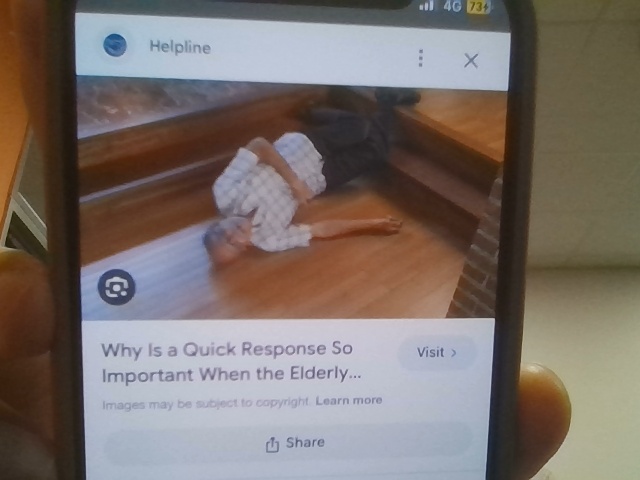 4G 73
Helpline
Why Is a Quick Response So
Important When the Elderly...
Visit >
Images may be subject to copyright. Learn more
Share